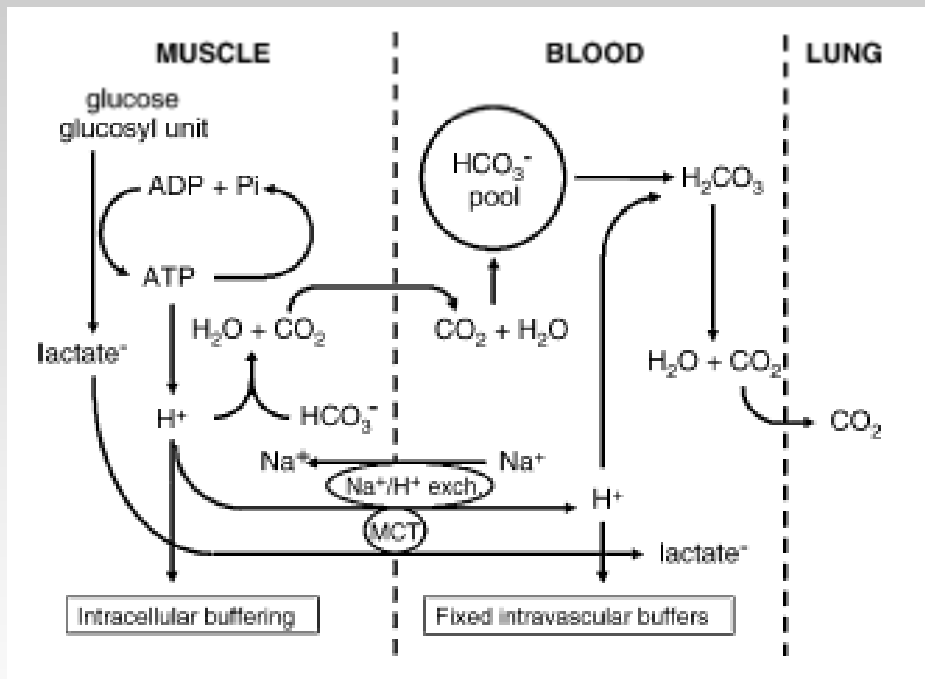 MUSCLE
BLOOD
LUNG
glucose
glucosyl unit
ADP + Pi
ATP
HCO₃⁻
pool
H₂CO₃
H₂O + CO₂
CO₂ + H₂O
H₂O + CO₂
lactate⁻
H⁺
HCO₃⁻
CO₂
Na⁺
Na⁺
Na⁺/H⁺ exch
H⁺
MCT
lactate⁻
Intracellular buffering
Fixed intravascular buffers